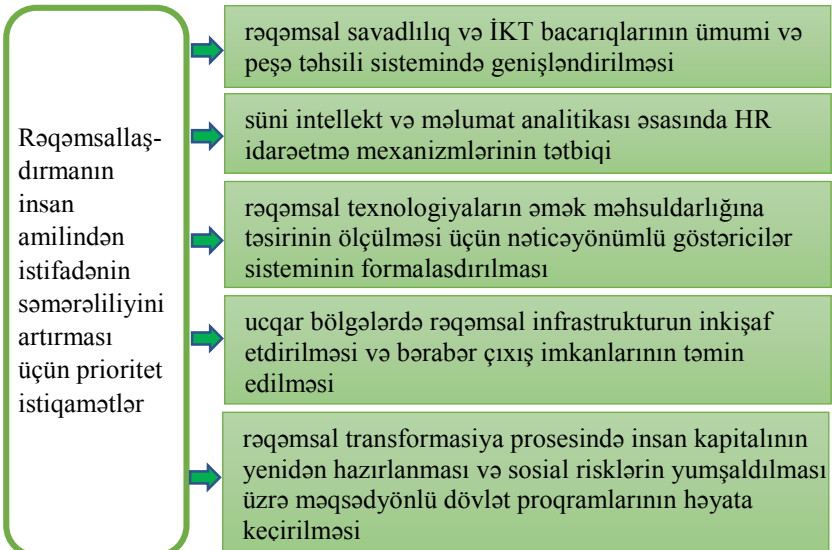 Rəqəmsallaş-
dırmanın
insan
amilindən
istifadənin
səmərəliliyini
artırması
üçün prioritet
istiqamətlər
rəqəmsal savadlılıq və İKT bacarıqlarının ümumi və
peşə təhsili sistemində genişləndirilməsi
süni intellekt və məlumat analitikası əsasında HR
idarəetmə mexanizmlərinin tətbiqi
rəqəmsal texnologiyaların əmək məhsuldarlığına
təsirinin ölçülməsi üçün nəticəyönümlü göstəricilər
sisteminin formalasdırılması
ucqar bölgələrdə rəqəmsal infrastrukturun inkişaf
etdirilməsi və bərabər çıxış imkanlarının təmin
edilməsi
rəqəmsal transformasiya prosesində insan kapitalının
yenidən hazırlanması və sosial risklərin yumşaldılması
üzrə məqsədyönlü dövlət proqramlarının həyata
keçirilməsi